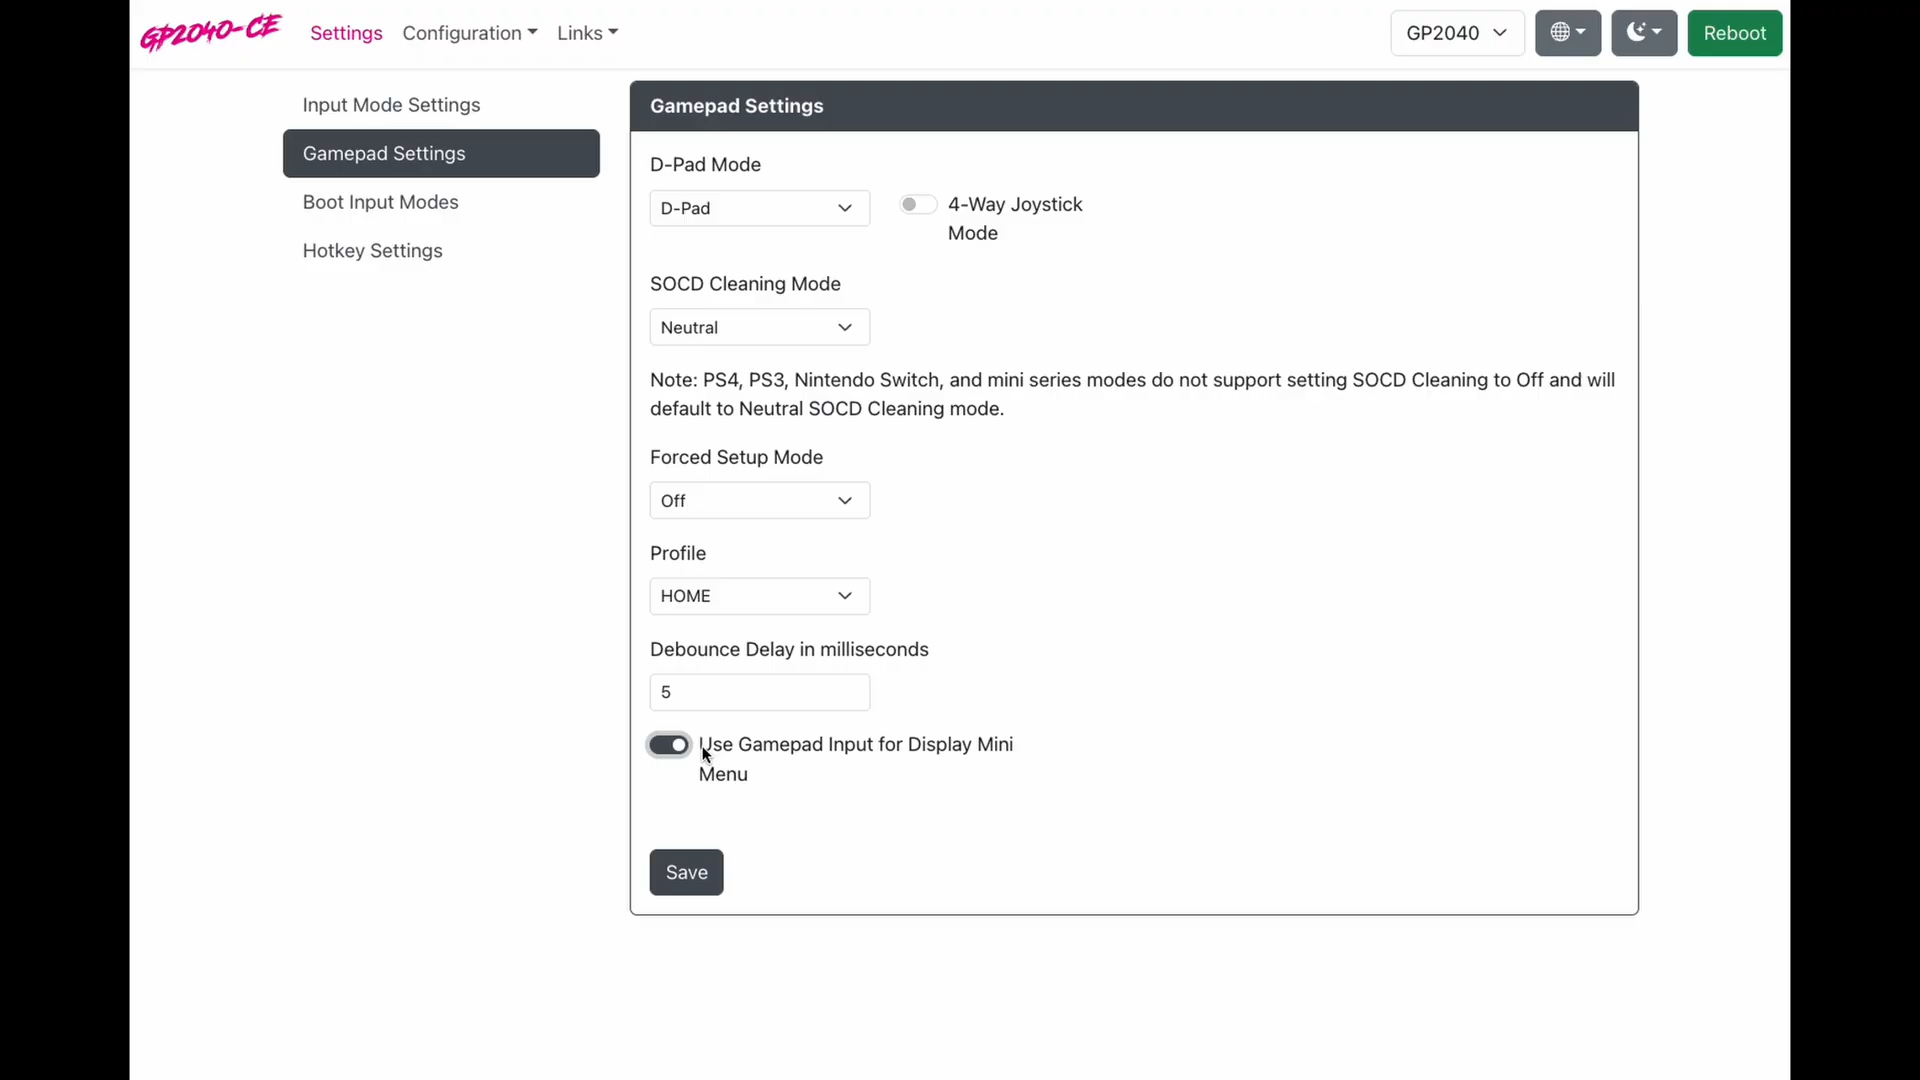 GP2040-CE
Settings
Configuration
Links
GP2040
Reboot
Input Mode Settings
Gamepad Settings
Boot Input Modes
Hotkey Settings
Gamepad Settings
D-Pad Mode
D-Pad
4-Way Joystick
Mode
SOCD Cleaning Mode
Neutral
Note: PS4, PS3, Nintendo Switch, and mini series modes do not support setting SOCD Cleaning to Off and will
default to Neutral SOCD Cleaning mode.
Forced Setup Mode
Off
Profile
HOME
Debounce Delay in milliseconds
5
Use Gamepad Input for Display Mini
Menu
Save